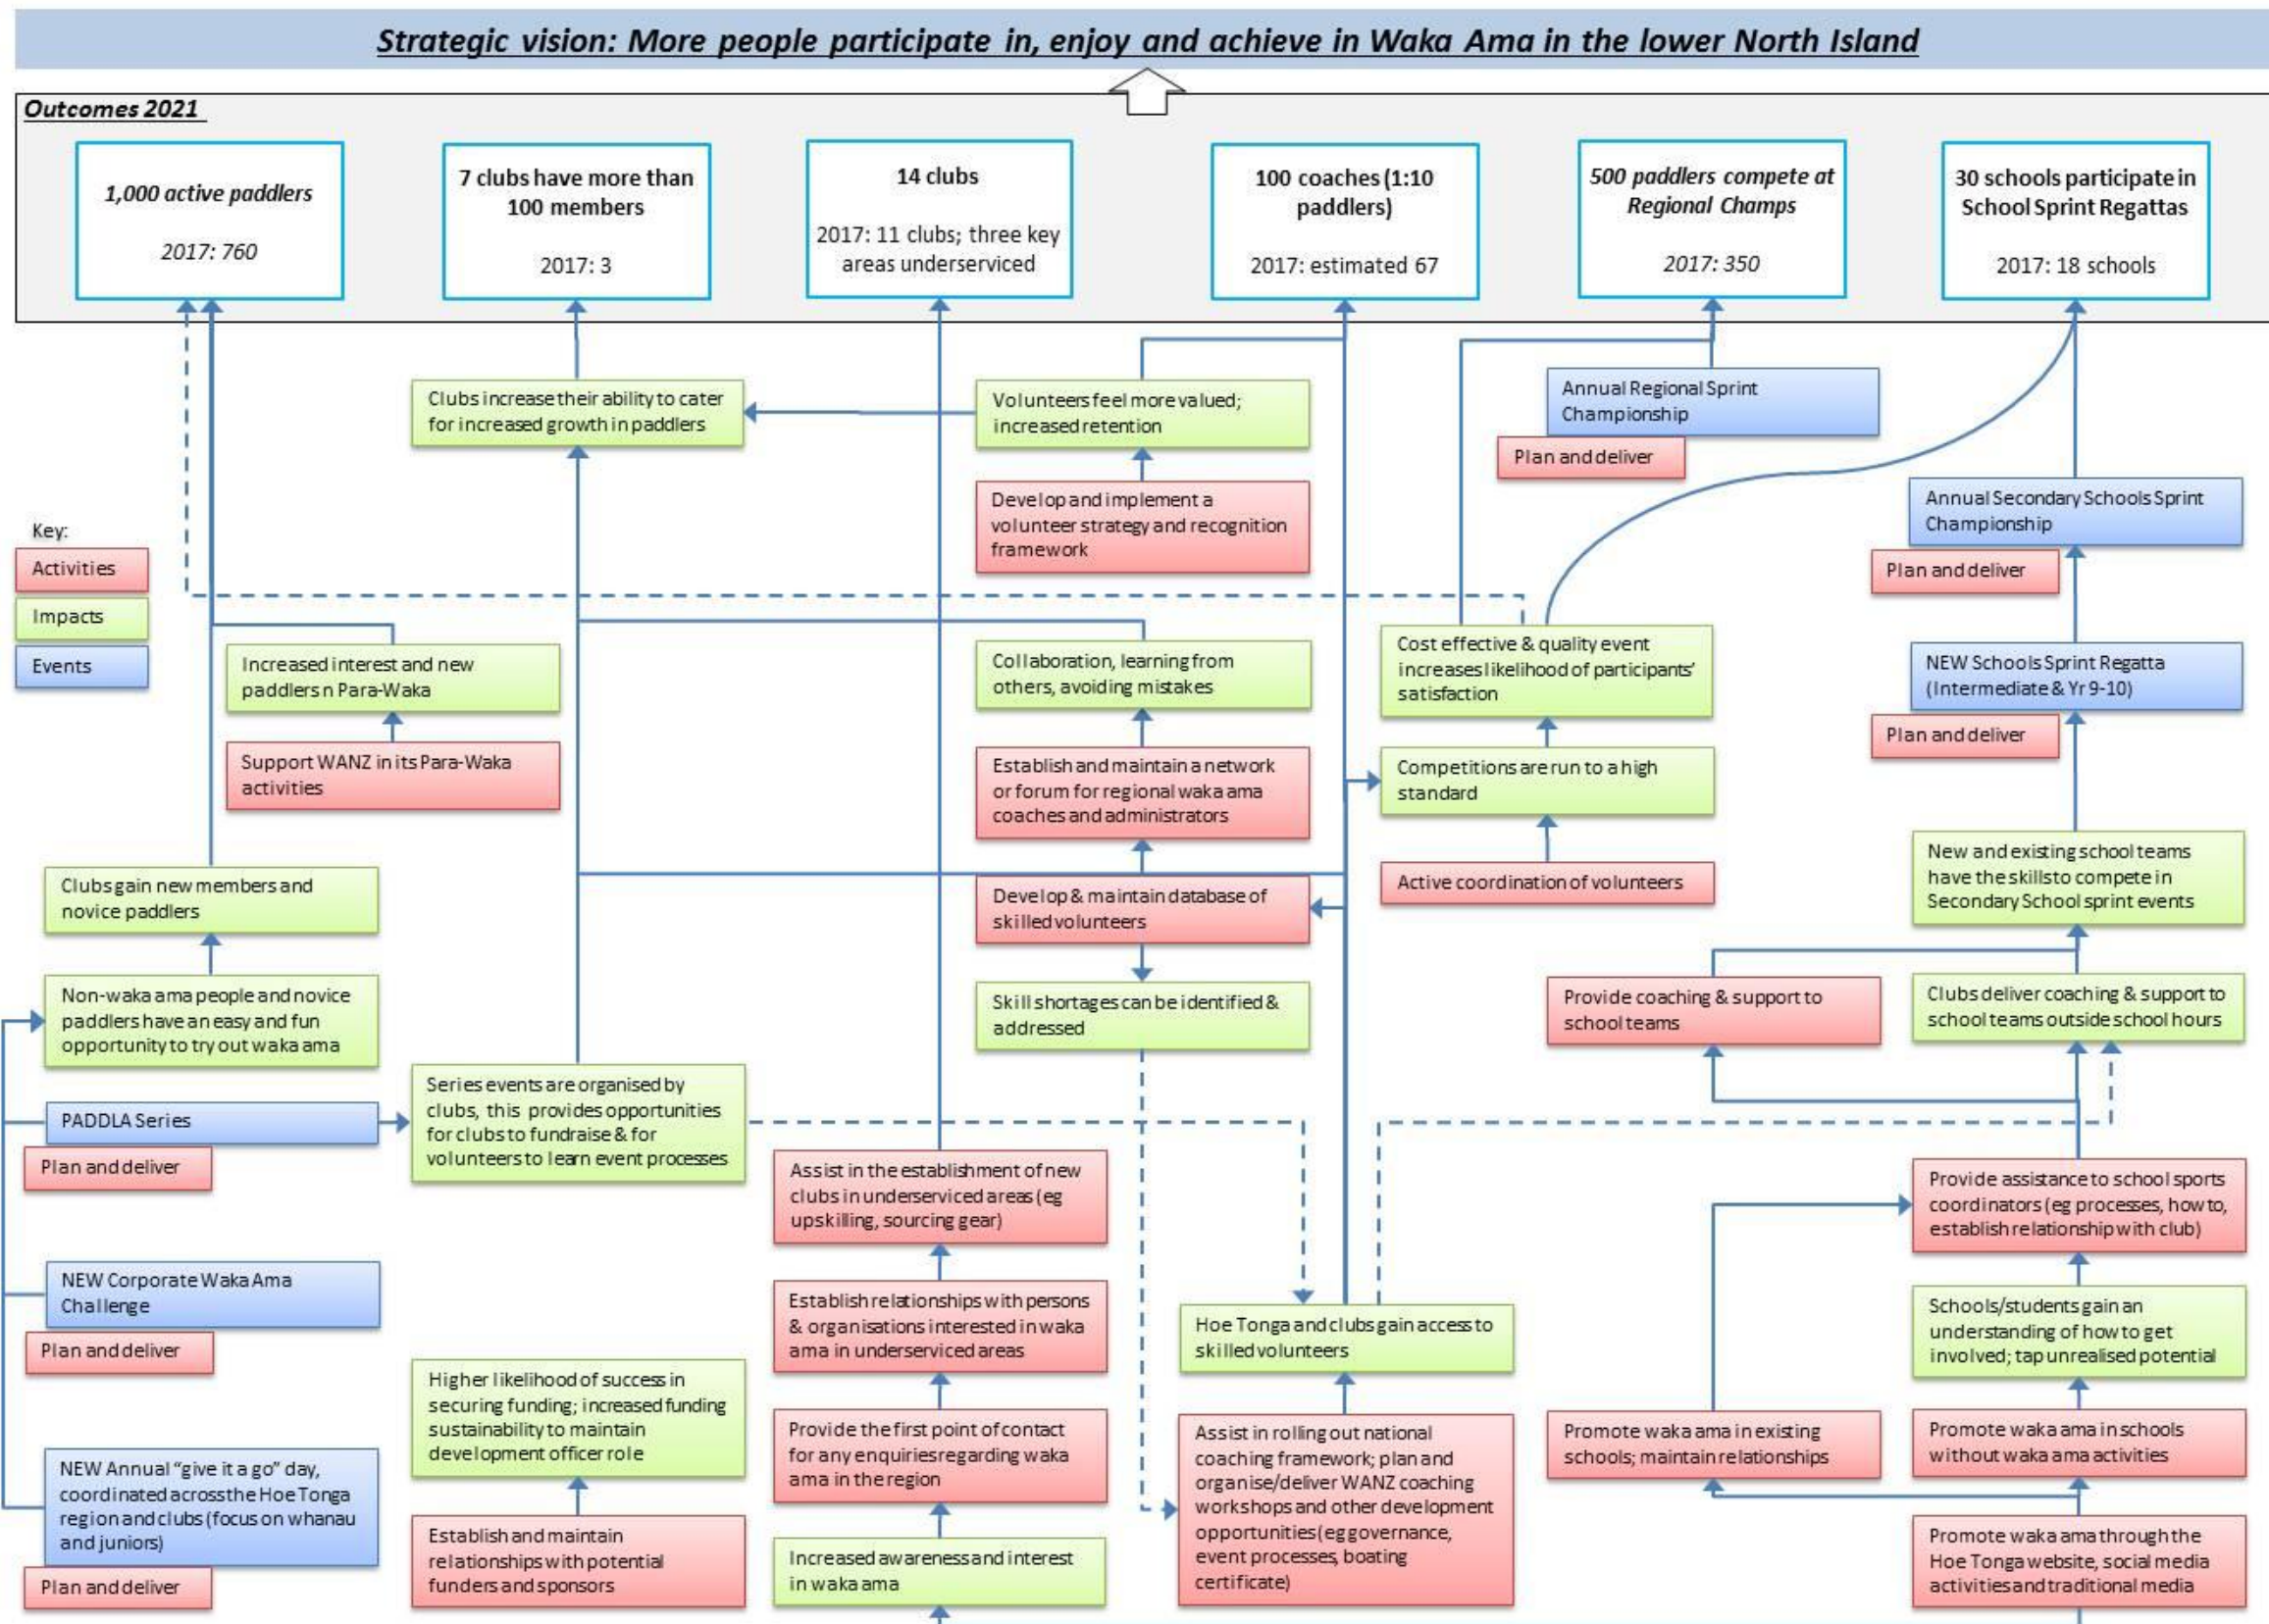 Strategic vision: More people participate in, enjoy and achieve in Waka Ama in the lower North Island
Outcomes 2021
1,000 active paddlers
2017: 760
7 clubs have more than
100 members
2017: 3
14 clubs
2017: 11 clubs; three key
areas underserviced
100 coaches (1:10
paddlers)
2017: estimated 67
500 paddlers compete at
Regional Champs
2017: 350
30 schools participate in
School Sprint Regattas
2017: 18 schools
Clubs increase their ability to cater
for increased growth in paddlers
Volunteers feel more valued;
increased retention
Annual Regional Sprint
Championship
Plan and deliver
Develop and implement a
volunteer strategy and recognition
framework
Annual Secondary Schools Sprint
Championship
Plan and deliver
Key:
Activities
Impacts
Events
Increased interest and new
paddlers n Para-Waka
Support WANZ in its Para-Waka
activities
Collaboration, learning from
others, avoiding mistakes
Establish and maintain a network
or forum for regional waka ama
coaches and administrators
Cost effective & quality event
increases likelihood of participants'
satisfaction
Competitions are run to a high
standard
Active coordination of volunteers
NEW Schools Sprint Regatta
(Intermediate & Yr 9-10)
Plan and deliver
New and existing school teams
have the skills to compete in
Secondary School sprint events
Clubs gain new members and
novice paddlers
Develop & maintain database of
skilled volunteers
Non-waka ama people and novice
paddlers have an easy and fun
opportunity to try out waka ama
Skill shortages can be identified &
addressed
Provide coaching & support to
school teams
Clubs deliver coaching & support to
school teams outside school hours
PADDLA Series
Plan and deliver
Series events are organised by
clubs, this provides opportunities
for clubs to fundraise & for
volunteers to learn event processes
Assist in the establishment of new
clubs in underserviced areas (eg
upskilling, sourcing gear)
Provide assistance to school sports
coordinators (eg processes, how to,
establish relationship with club)
NEW Corporate Waka Ama
Challenge
Plan and deliver
Establish relationships with persons
& organisations interested in waka
ama in underserviced areas
Hoe Tonga and clubs gain access to
skilled volunteers
Schools/students gain an
understanding of how to get
involved; tap unrealised potential
Higher likelihood of success in
securing funding; increased funding
sustainability to maintain
development officer role
Provide the first point of contact
for any enquiries regarding waka
ama in the region
Assist in rolling out national
coaching framework; plan and
organise/deliver WANZ coaching
workshops and other development
opportunities (eg governance,
event processes, boating
certificate)
Promote waka ama in existing
schools; maintain relationships
Promote waka ama in schools
without waka ama activities
NEW Annual "give it a go" day,
coordinated across the Hoe Tonga
region and clubs (focus on whanau
and juniors)
Plan and deliver
Establish and maintain
relationships with potential
funders and sponsors
Increased awareness and interest
in waka ama
Promote waka ama through the
Hoe Tonga website, social media
activities and traditional media